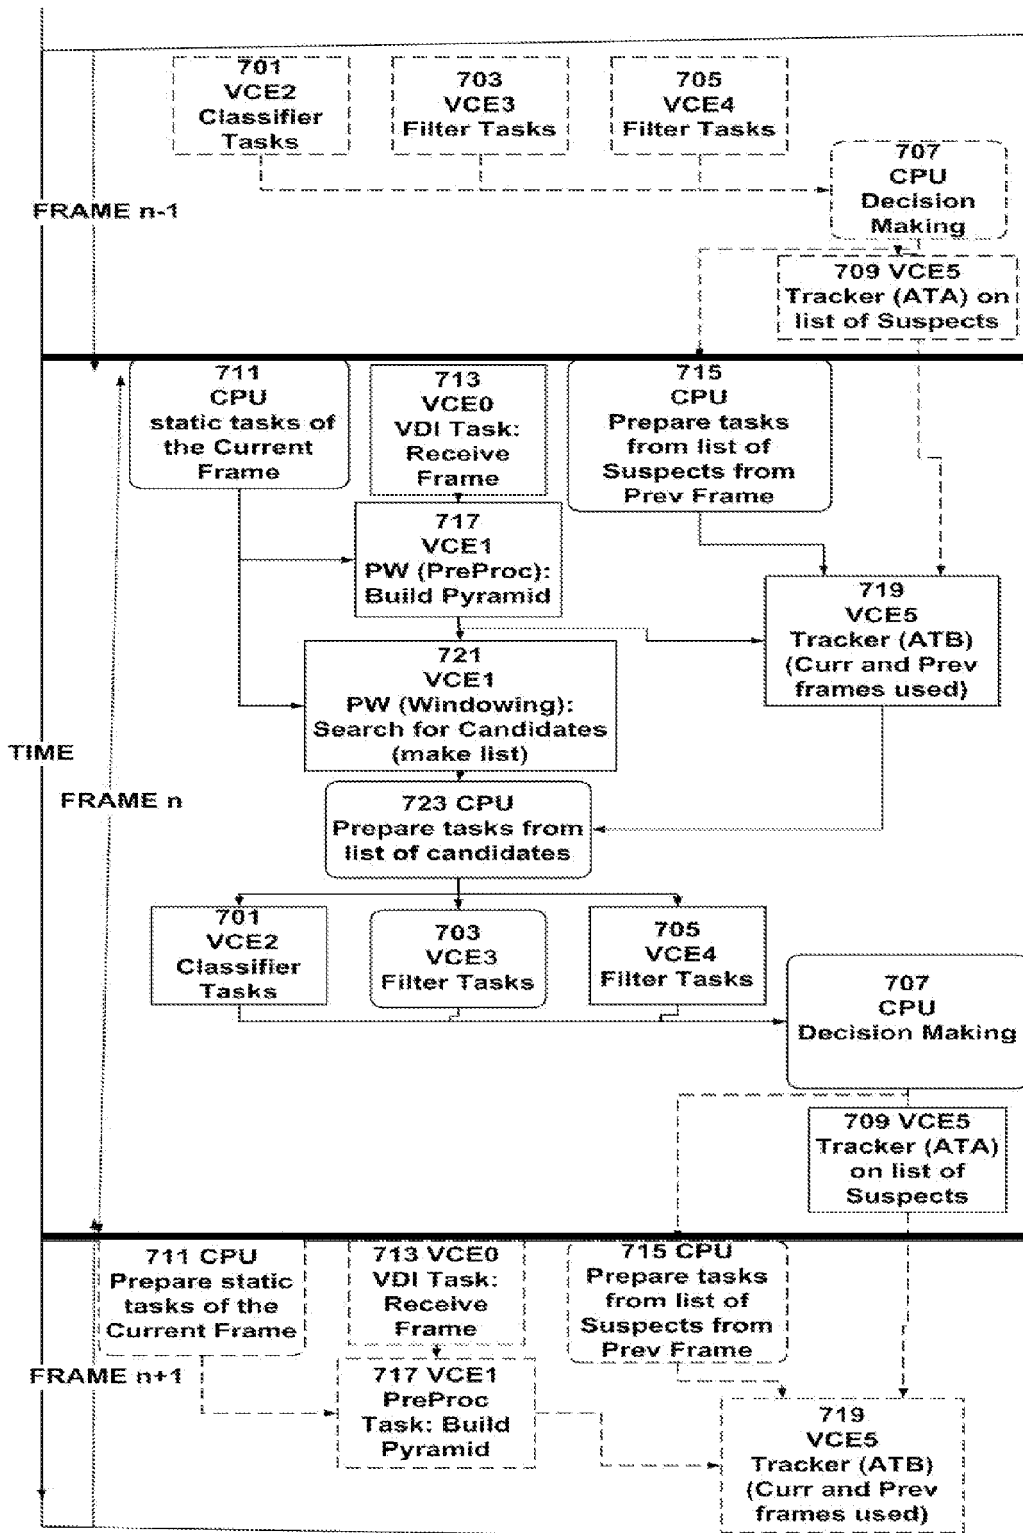 701
VCE2
Classifier
Tasks
703
VCE3
Filter Tasks
705
VCE4
Filter Tasks
707
CPU
Decision
Making
FRAME n-1
709 VCE5
Tracker (ATA) on
list of Suspects
711
CPU
static tasks of
the Current
Frame
713
VCE0
VDI Task:
Receive
Frame
715
CPU
Prepare tasks
from list of
Suspects from
Prev Frame
717
VCE1
PW (PreProc):
Build Pyramid
719
VCE5
Tracker (ATB)
(Curr and Prev
frames used)
721
VCE1
PW (Windowing):
Search for Candidates
(make list)
TIME
FRAME n
723 CPU
Prepare tasks from
list of candidates
701
VCE2
Classifier
Tasks
703
VCE3
Filter Tasks
705
VCE4
Filter Tasks
707
CPU
Decision Making
709 VCE5
Tracker (ATA)
on list of
Suspects
711 CPU
Prepare static
tasks of the
Current Frame
713 VCE0
VDI Task:
Receive
Frame
715 CPU
Prepare tasks
from list of
Suspects from
Prev Frame
FRAME n+1
717 VCE1
PreProc
Task: Build
Pyramid
719
VCE5
Tracker (ATB)
(Curr and Prev
frames used)